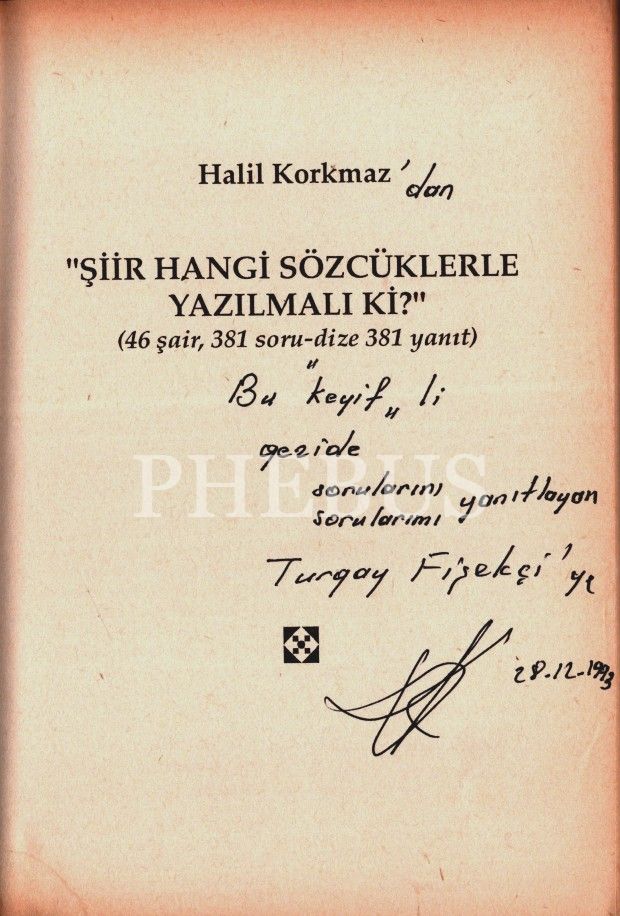 Halil Korkmaz'dan
"ŞİİR HANGİ SÖZCÜKLERLE
YAZILMALI Kİ?"
(46 şair, 381 soru-dize 381 yanıt)
Bu "keyif" li
gezide
sorularını
sorularımı yanıtlayan
Turgay Fişekçi'ye
28.12.1993
PHEBUS